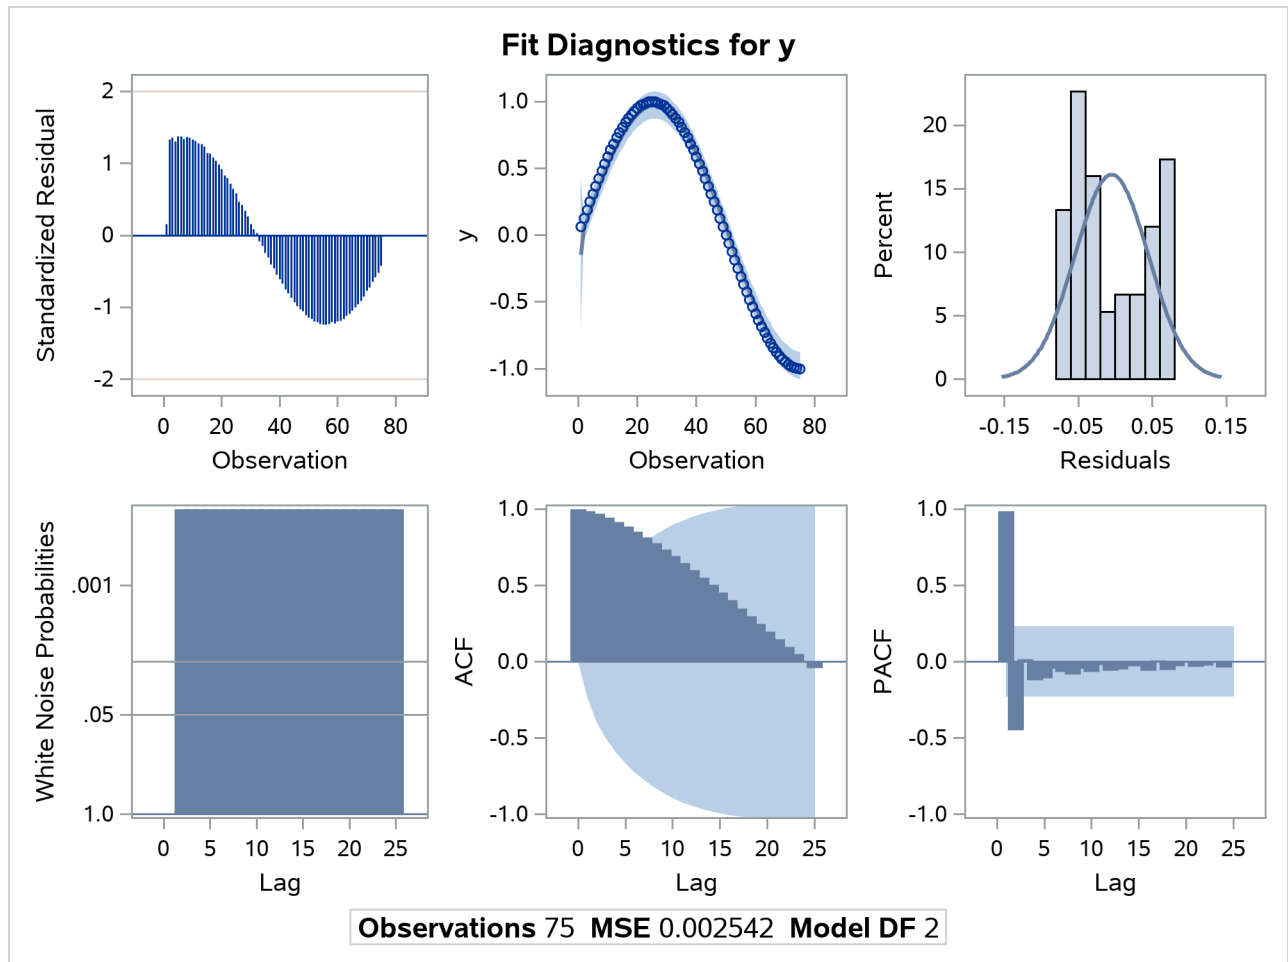 Fit Diagnostics for y
Standardized Residual
2
1
0
-1
-2
0 20 40 60 80
Observation
y
1.0
0.5
0.0
-0.5
-1.0
0 20 40 60 80
Observation
Percent
20
15
10
5
0
-0.15 -0.05 0.05 0.15
Residuals
White Noise Probabilities
.001
.05
1.0
0 5 10 15 20 25
Lag
ACF
1.0
0.5
0.0
-0.5
-1.0
0 5 10 15 20 25
Lag
PACF
1.0
0.5
0.0
-0.5
-1.0
0 5 10 15 20 25
Lag
Observations 75 MSE 0.002542 Model DF 2